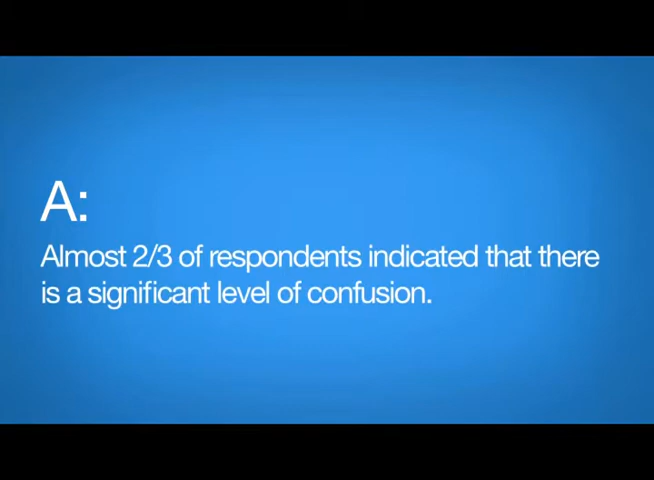 A:
Almost 2/3 of respondents indicated that there
is a significant level of confusion.